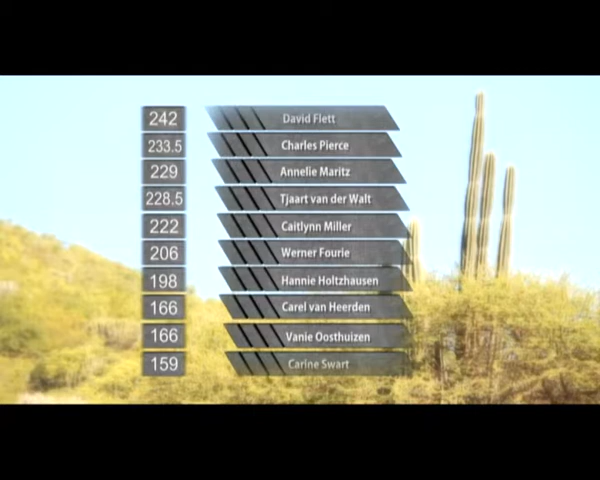 242 David Flett
233.5 Charles Pierce
229 Annelie Maritz
228.5 Tjaart van der Walt
222 Caitlynn Miller
206 Werner Fourie
198 Hannie Holtzhausen
166 Carel van Heerden
166 Vanie Oosthuizen
159 Carine Swart